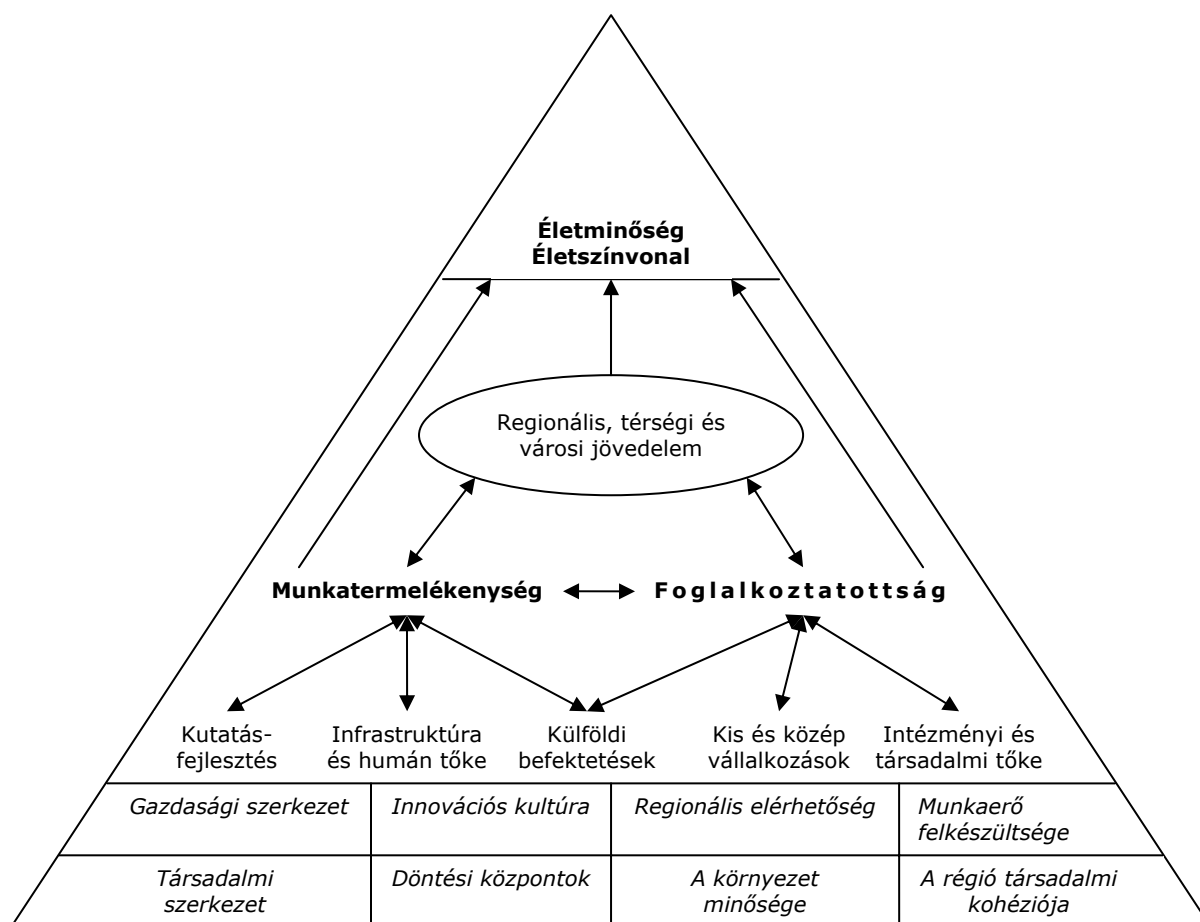 Életminőség
Életszínvonal
Regionális, térségi és
városi jövedelem
Munkatermelékenység
Foglalkoztatottság
Kutatás-
fejlesztés
Infrastruktúra
és humán tőke
Külföldi
befektetések
Kis és közép
vállalkozások
Intézményi és
társadalmi tőke
Gazdasági szerkezet
Innovációs kultúra
Regionális elérhetőség
Munkaerő
felkészültsége
Társadalmi
szerkezet
Döntési központok
A környezet
minősége
A régió társadalmi
kohéziója